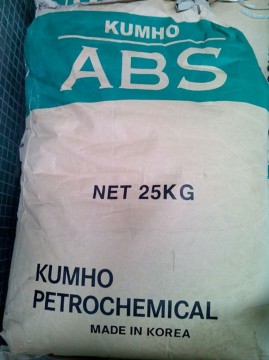 KUMHO
ABS
NET 25KG
KUMHO
PETROCHEMICAL
MADE IN KOREA